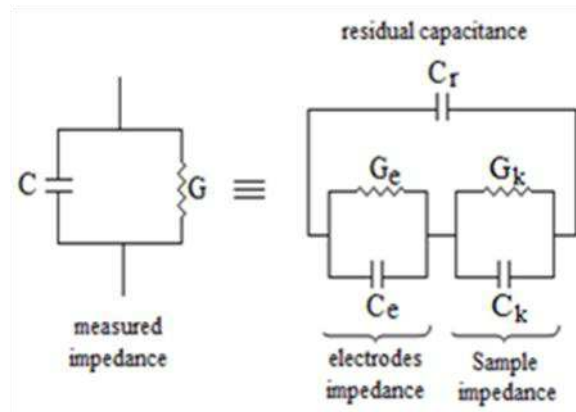 residual capacitance
Cr
Ge
Gk
C
G
Ce
Ck
measured
impedance
electrodes
impedance
Sample
impedance